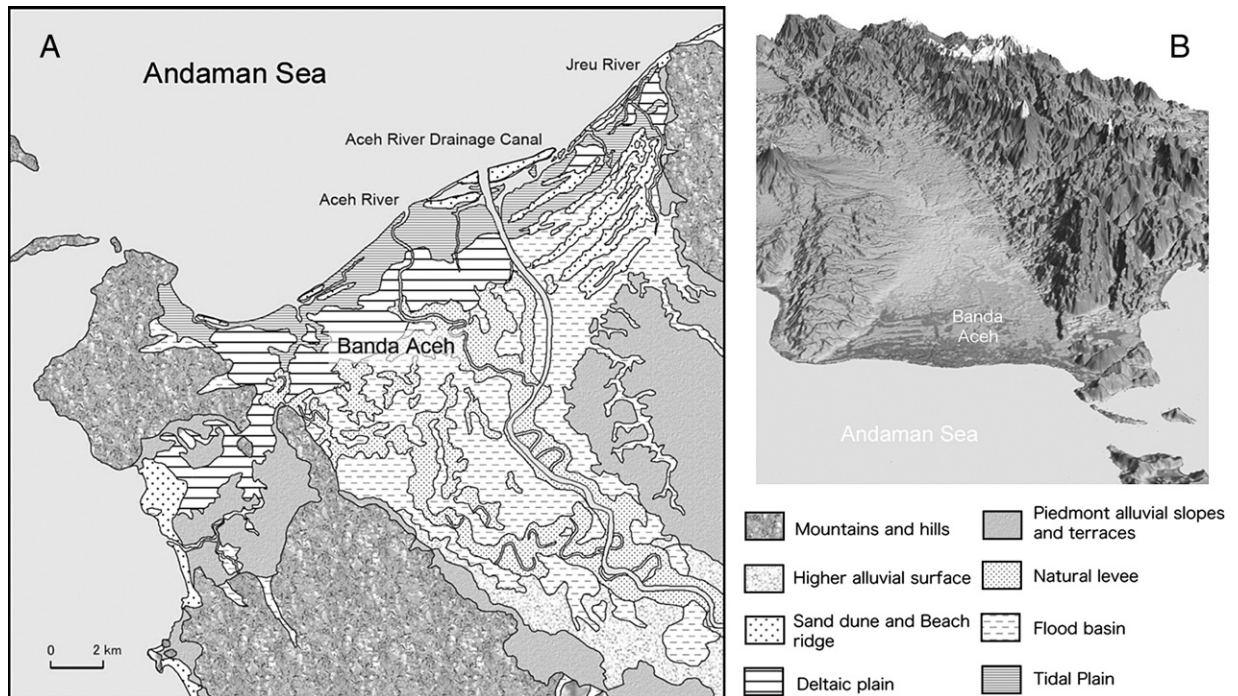 A
Andaman Sea
Jreu River
Aceh River Drainage Canal
Aceh River
Banda Aceh
0 2 km
B
Banda
Aceh
Andaman Sea
Mountains and hills
Higher alluvial surface
Sand dune and Beach
ridge
Deltaic plain
Piedmont alluvial slopes
and terraces
Natural levee
Flood basin
Tidal Plain